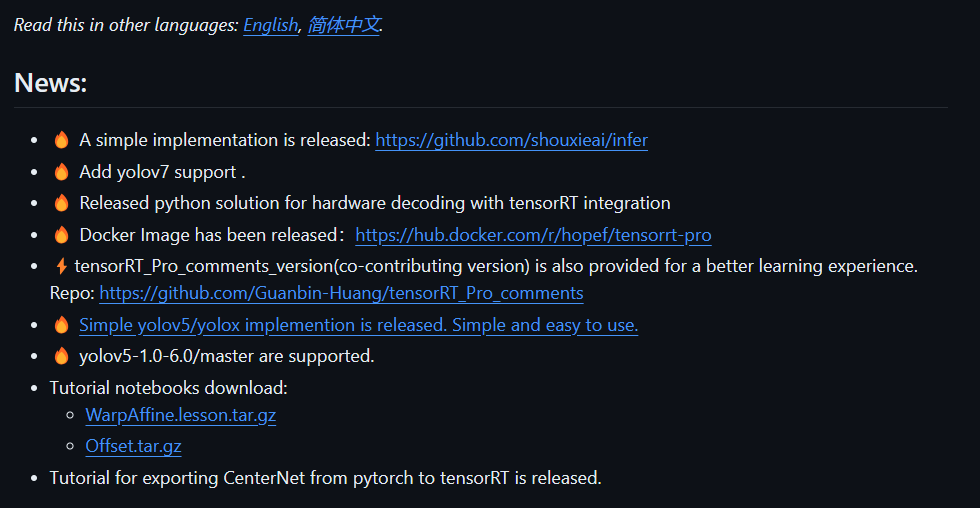 Read this in other languages: English, 简体中文.
News:
🔥 A simple implementation is released: https://github.com/shouxieai/infer
🔥 Add yolov7 support .
🔥 Released python solution for hardware decoding with tensorRT integration
🔥 Docker Image has been released：https://hub.docker.com/r/hopef/tensorrt-pro
⚡tensorRT_Pro_comments_version(co-contributing version) is also provided for a better learning experience.
Repo: https://github.com/Guanbin-Huang/tensorRT_Pro_comments
🔥 Simple yolov5/yolox implemention is released. Simple and easy to use.
🔥 yolov5-1.0-6.0/master are supported.
Tutorial notebooks download:
WarpAffine.lesson.tar.gz
Offset.tar.gz
Tutorial for exporting CenterNet from pytorch to tensorRT is released.